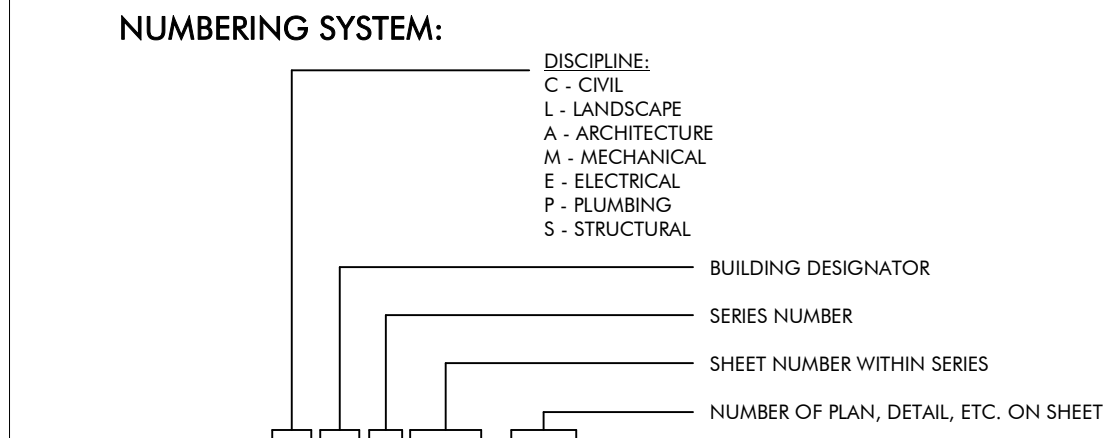 NUMBERING SYSTEM:
DISCIPLINE:
C - CIVIL
L - LANDSCAPE
A - ARCHITECTURE
M - MECHANICAL
E - ELECTRICAL
P - PLUMBING
S - STRUCTURAL
BUILDING DESIGNATOR
SERIES NUMBER
SHEET NUMBER WITHIN SERIES
NUMBER OF PLAN, DETAIL, ETC. ON SHEET